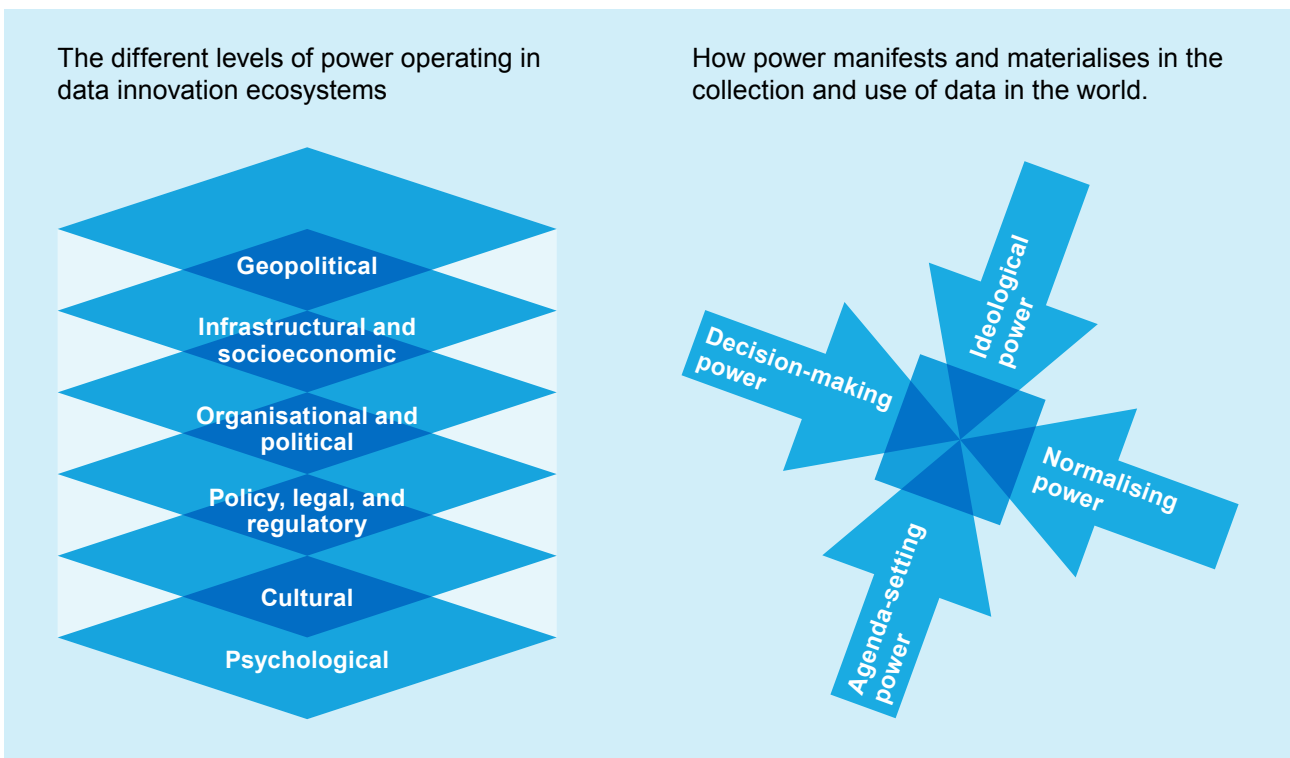 The different levels of power operating in
data innovation ecosystems
Geopolitical
Infrastructural and
socioeconomic
Organisational and
political
Policy, legal, and
regulatory
Cultural
Psychological
How power manifests and materialises in the
collection and use of data in the world.
Ideological
power
Decision-making
power
Normalising
power
Agenda-setting
power